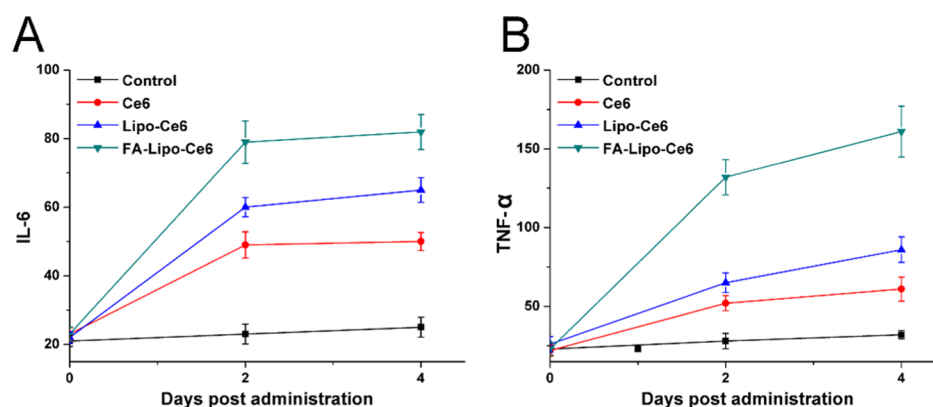 A
100
80
60
40
20
IL-6
Control
Ce6
Lipo-Ce6
FA-Lipo-Ce6
0
2
4
Days post administration
B
200
150
100
50
TNF-α
Control
Ce6
Lipo-Ce6
FA-Lipo-Ce6
0
2
4
Days post administration